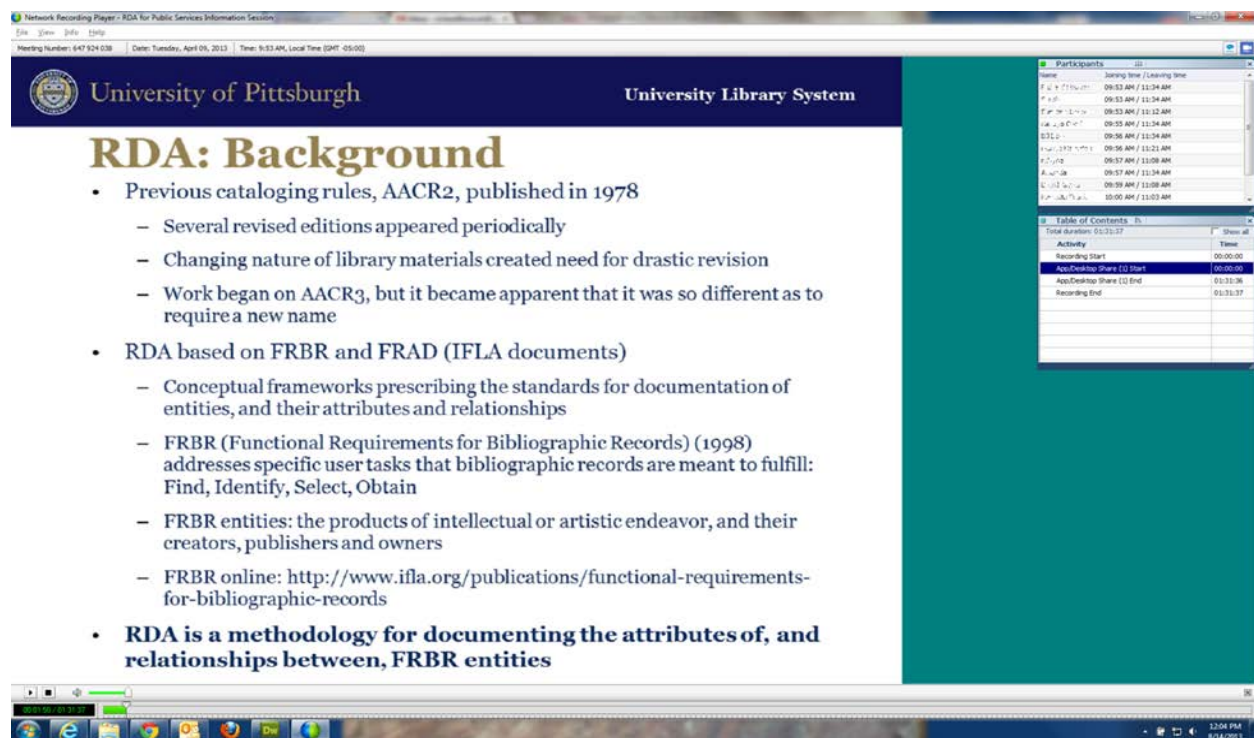 Network Recording Player - RDA for Public Services Information Session
File View Info Help
Meeting Number: 647 924 038 Date: Tuesday, April 09, 2013 Time: 9:53 AM, Local Time (GMT -05:00)
University of Pittsburgh University Library System
RDA: Background
• Previous cataloging rules, AACR2, published in 1978
– Several revised editions appeared periodically
– Changing nature of library materials created need for drastic revision
– Work began on AACR3, but it became apparent that it was so different as to
require a new name
• RDA based on FRBR and FRAD (IFLA documents)
– Conceptual frameworks prescribing the standards for documentation of
entities, and their attributes and relationships
– FRBR (Functional Requirements for Bibliographic Records) (1998)
addresses specific user tasks that bibliographic records are meant to fulfill:
Find, Identify, Select, Obtain
– FRBR entities: the products of intellectual or artistic endeavor, and their
creators, publishers and owners
– FRBR online: http://www.ifla.org/publications/functional-requirements-
for-bibliographic-records
• RDA is a methodology for documenting the attributes of, and
relationships between, FRBR entities
Participants
Name Joining time / Leaving time
09:53 AM / 11:34 AM
09:53 AM / 11:34 AM
09:53 AM / 11:12 AM
09:55 AM / 11:34 AM
09:56 AM / 11:34 AM
09:56 AM / 11:21 AM
09:57 AM / 11:08 AM
09:57 AM / 11:34 AM
09:59 AM / 11:08 AM
10:00 AM / 11:03 AM
Table of Contents
Total duration: 01:31:37 Show all
Activity Time
Recording Start 00:00:00
App/Desktop Share (1) Start 00:00:00
App/Desktop Share (1) End 01:31:36
Recording End 01:31:37
00:01:50 / 01:31:37
Dw
12:04 PM
8/14/2013